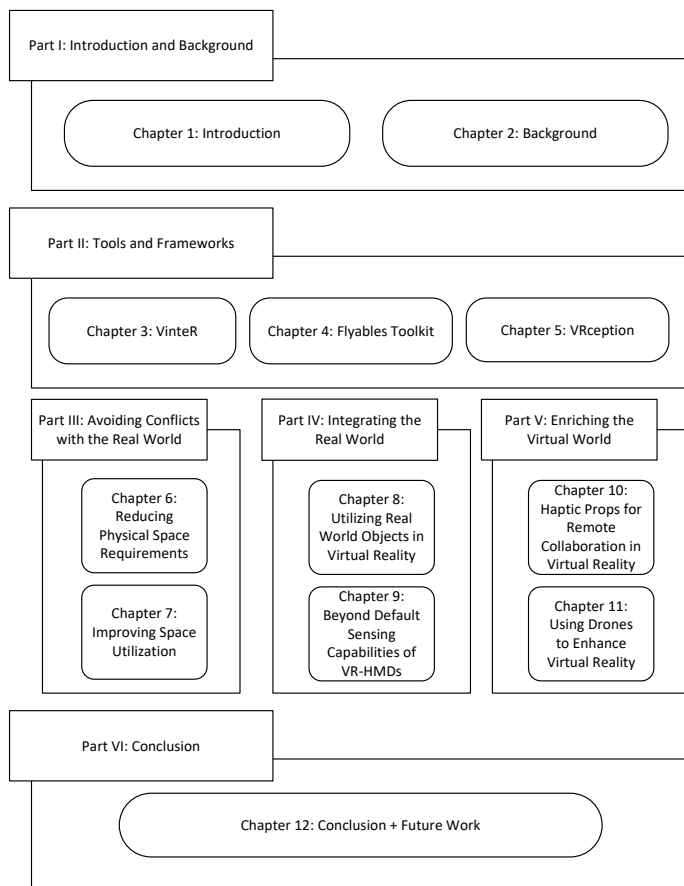 Part I: Introduction and Background
Chapter 1: Introduction
Chapter 2: Background
Part II: Tools and Frameworks
Chapter 3: VinteR
Chapter 4: Flyables Toolkit
Chapter 5: VRception
Part III: Avoiding Conflicts
with the Real World
Chapter 6:
Reducing
Physical Space
Requirements
Chapter 7:
Improving Space
Utilization
Part IV: Integrating the
Real World
Chapter 8:
Utilizing Real
World Objects in
Virtual Reality
Chapter 9:
Beyond Default
Sensing
Capabilities of
VR-HMDs
Part V: Enriching the
Virtual World
Chapter 10:
Haptic Props for
Remote
Collaboration in
Virtual Reality
Chapter 11:
Using Drones
to Enhance
Virtual Reality
Part VI: Conclusion
Chapter 12: Conclusion + Future Work